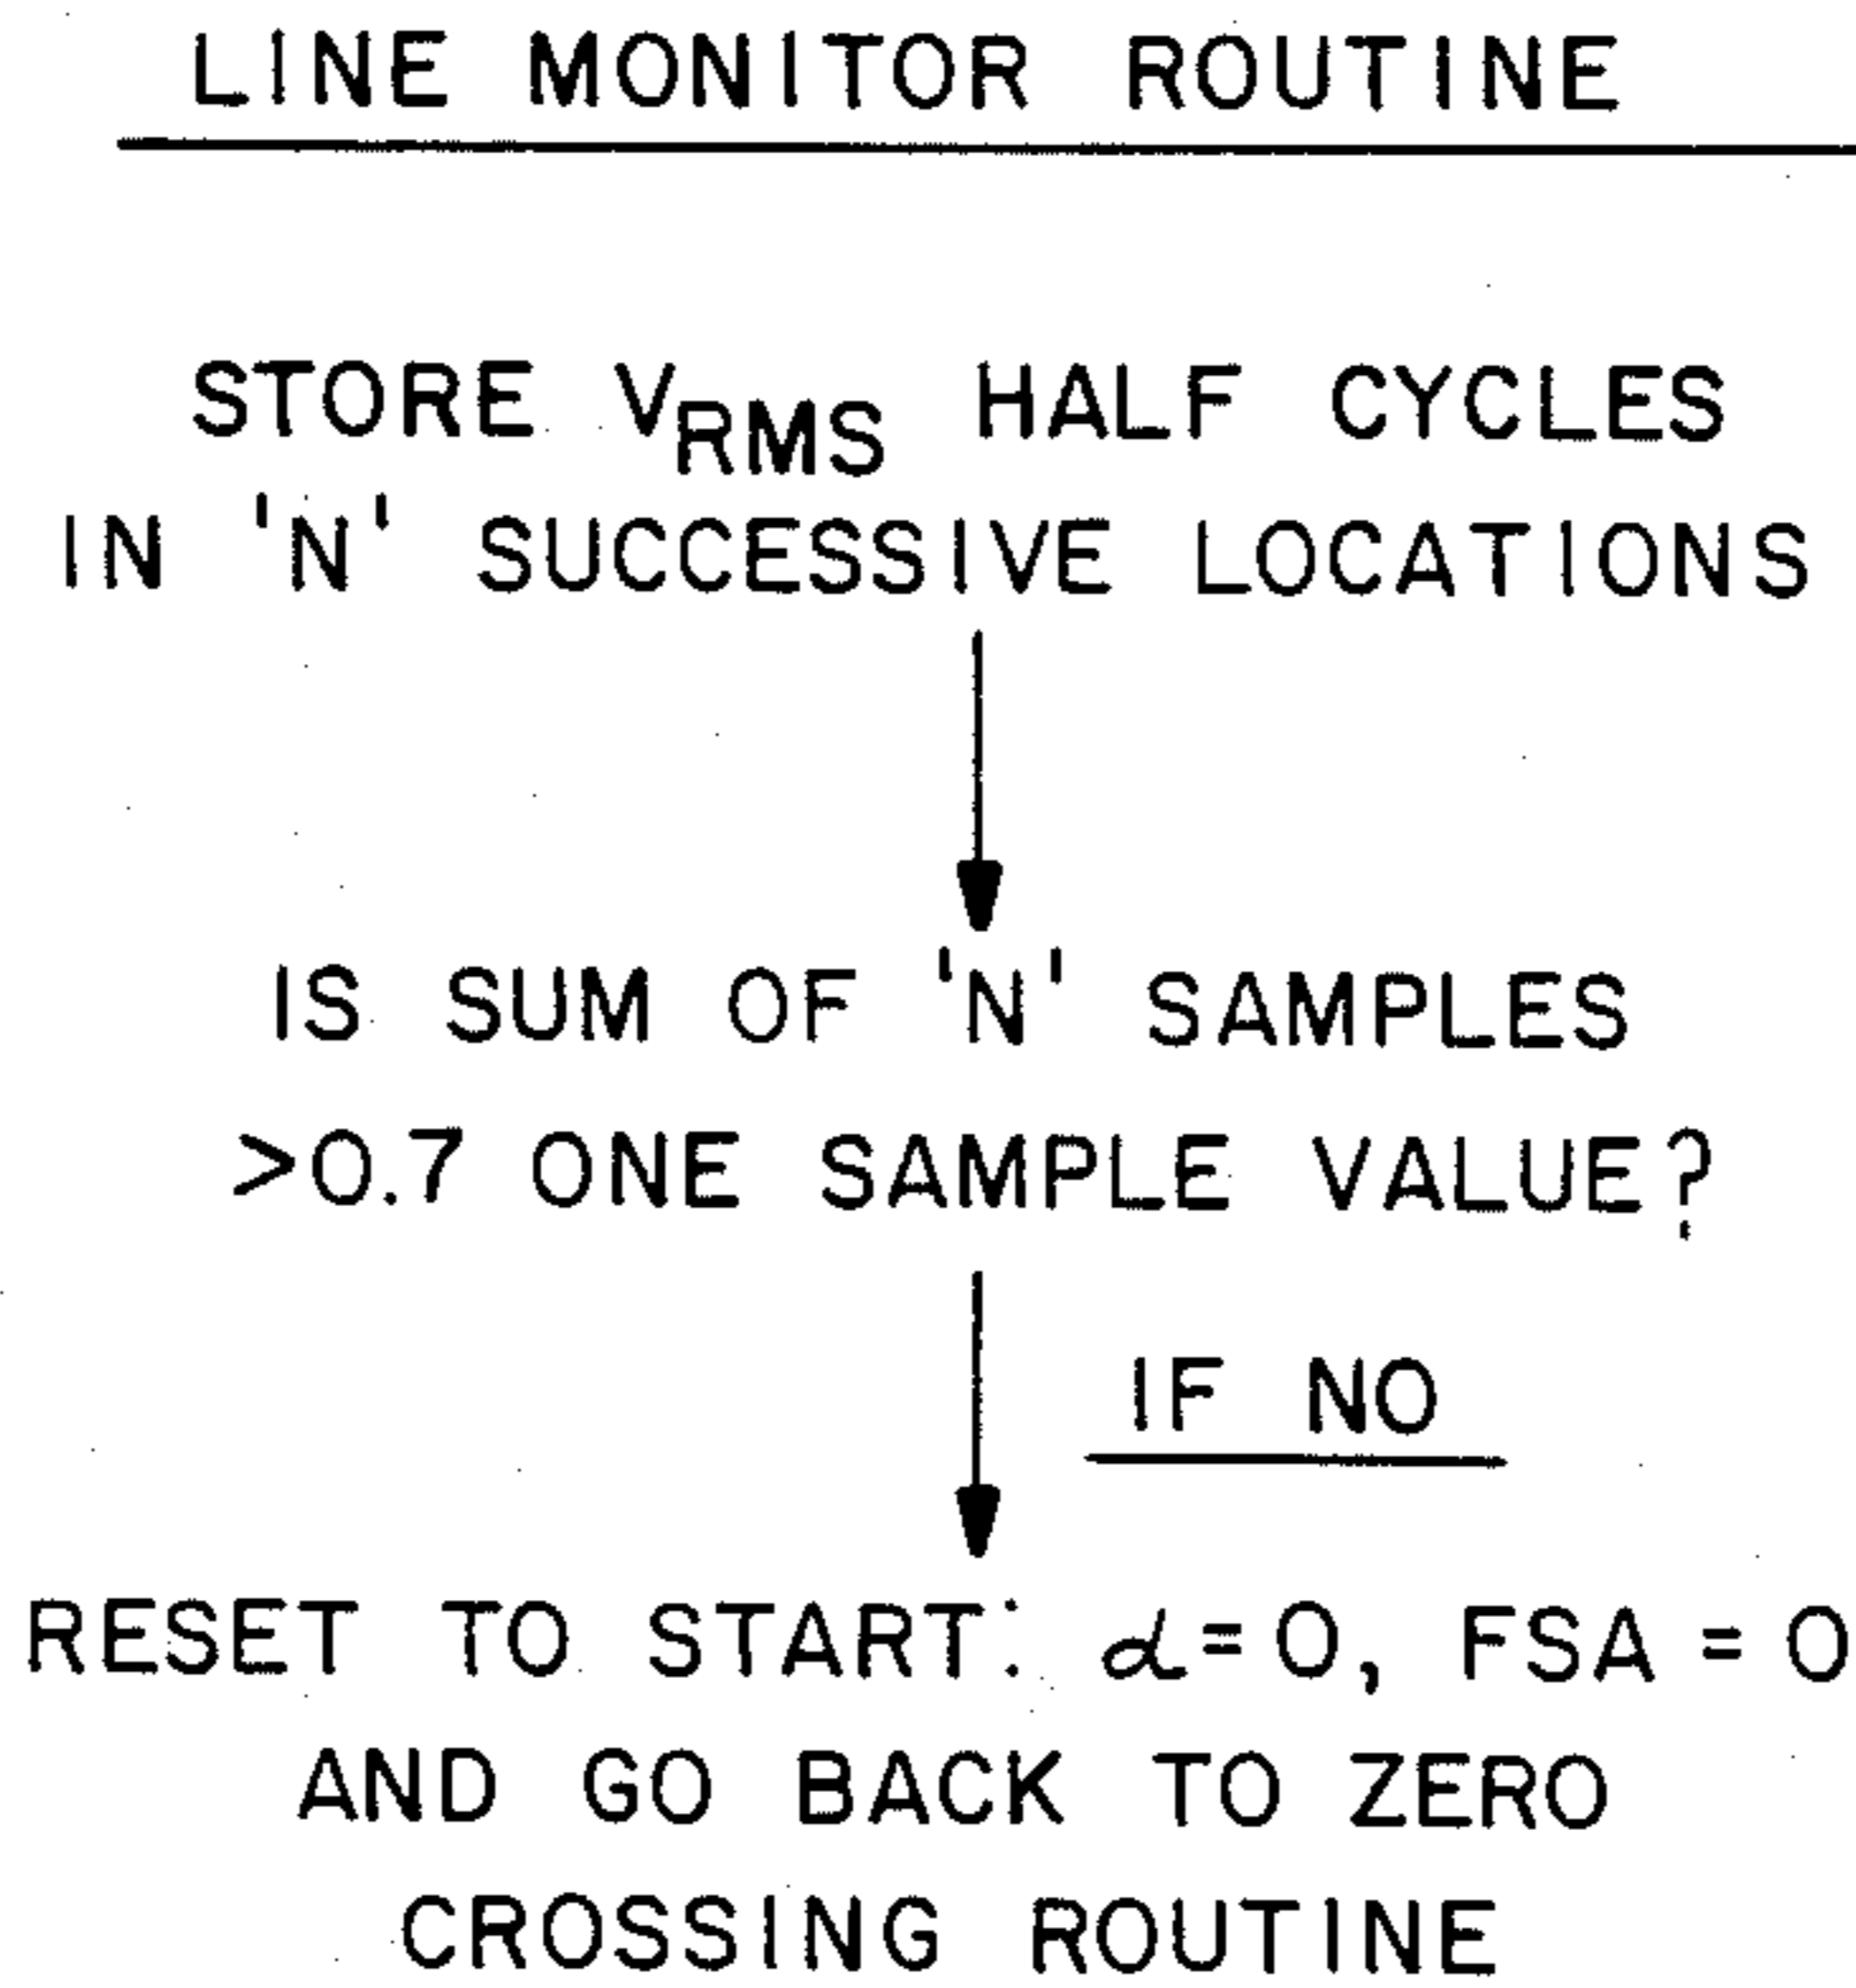 LINE MONITOR ROUTINE
STORE VRMS HALF CYCLES
IN 'N' SUCCESSIVE LOCATIONS
IS SUM OF 'N' SAMPLES
>0.7 ONE SAMPLE VALUE?
IF NO
RESET TO START: α=0, FSA = 0
AND GO BACK TO ZERO
CROSSING ROUTINE